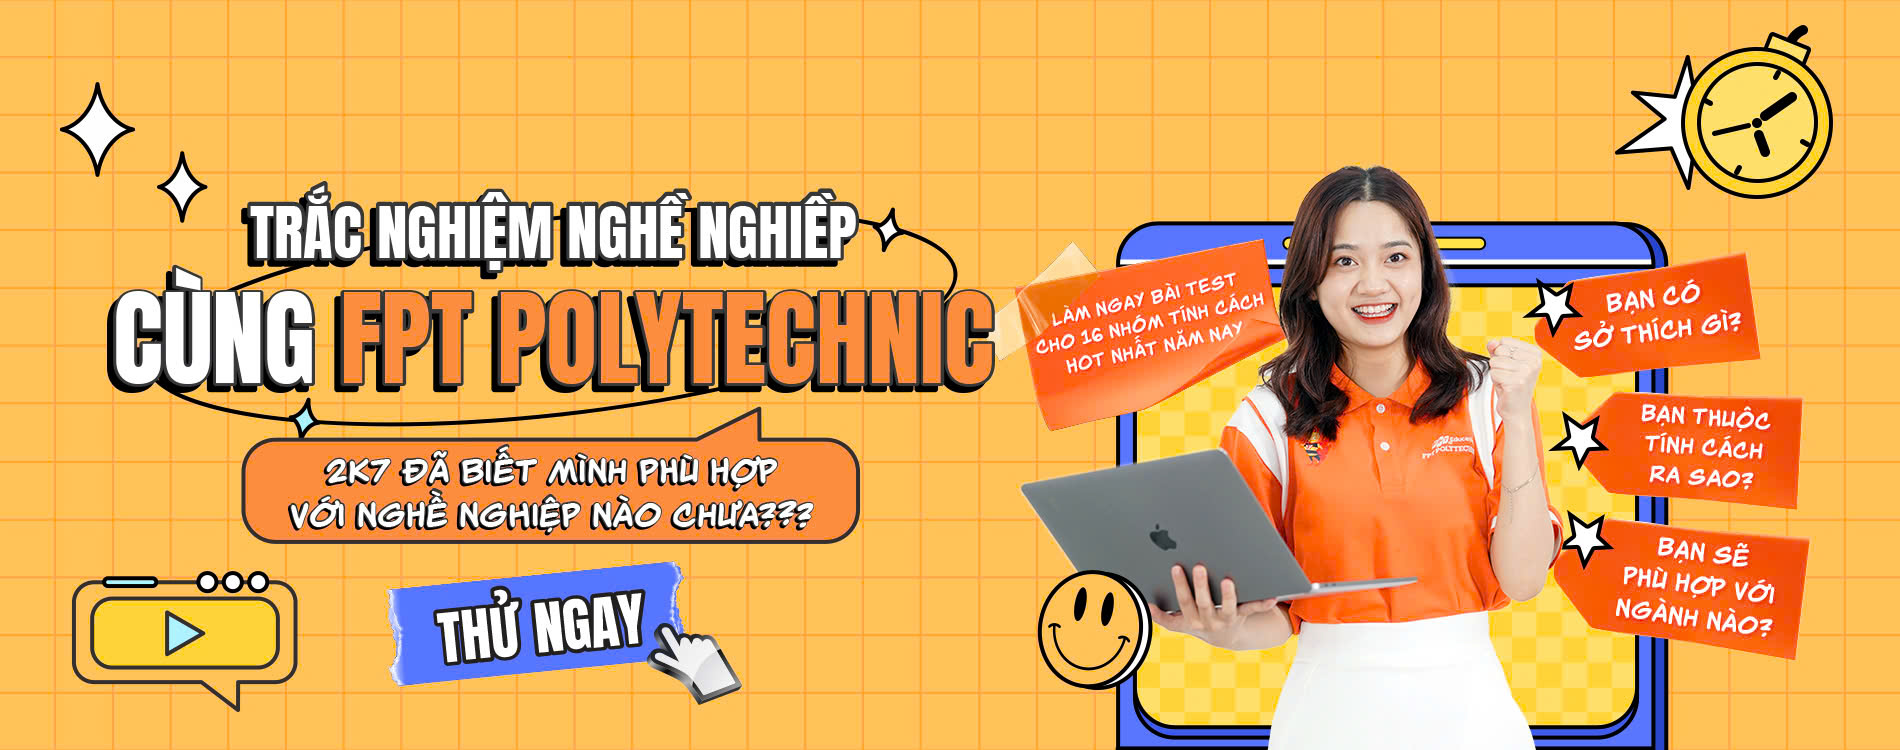 TRẮC NGHIỆM NGHỀ NGHIỆP
CÙNG FPT POLYTECHNIC
2K7 ĐÃ BIẾT MÌNH PHÙ HỢP
VỚI NGHỀ NGHIỆP NÀO CHƯA???
THỬ NGAY
LÀM NGAY BÀI TEST
CHO 16 NHÓM TÍNH CÁCH
HOT NHẤT NĂM NAY
BẠN CÓ
SỞ THÍCH GÌ?
BẠN THUỘC
TÍNH CÁCH
RA SAO?
BẠN SẼ
PHÙ HỢP VỚI
NGÀNH NÀO?
FPT POLYTECHNIC